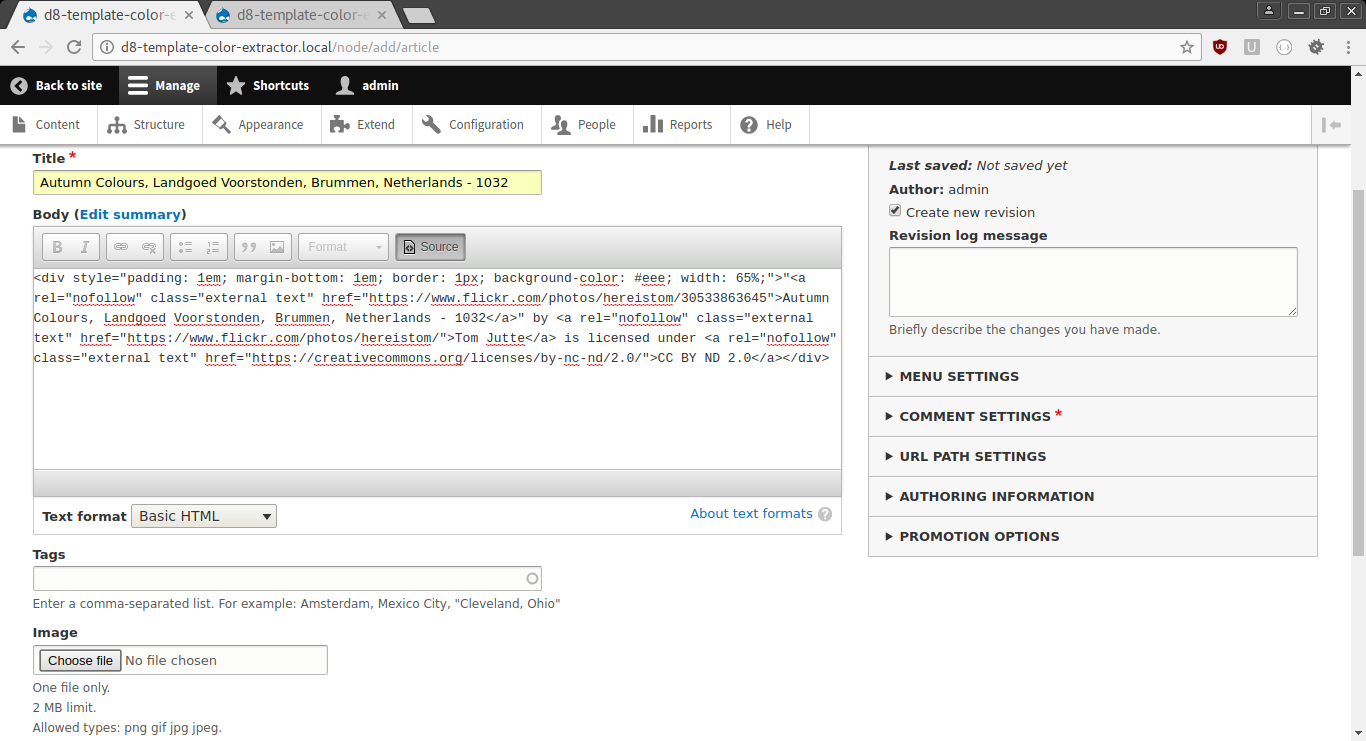 d8-template-color-e
d8-template-color-e
d8-template-color-extractor.local/node/add/article
Back to site
Manage
Shortcuts
admin
Content
Structure
Appearance
Extend
Configuration
People
Reports
Help
Title *
Autumn Colours, Landgoed Voorstonden, Brummen, Netherlands - 1032
Body (Edit summary)
B I Format Source
<div style="padding: 1em; margin-bottom: 1em; border: 1px; background-color: #eee; width: 65%;">"<a
rel="nofollow" class="external text" href="https://www.flickr.com/photos/hereistom/30533863645">Autumn
Colours, Landgoed Voorstonden, Brummen, Netherlands - 1032</a>" by <a rel="nofollow" class="external
text" href="https://www.flickr.com/photos/hereistom/">Tom Jutte</a> is licensed under <a rel="nofollow"
class="external text" href="https://creativecommons.org/licenses/by-nc-nd/2.0/">CC BY ND 2.0</a></div>
Text format Basic HTML
About text formats ?
Tags
Enter a comma-separated list. For example: Amsterdam, Mexico City, "Cleveland, Ohio"
Image
Choose file No file chosen
One file only.
2 MB limit.
Allowed types: png gif jpg jpeg.
Last saved: Not saved yet
Author: admin
Create new revision
Revision log message
Briefly describe the changes you have made.
MENU SETTINGS
COMMENT SETTINGS *
URL PATH SETTINGS
AUTHORING INFORMATION
PROMOTION OPTIONS